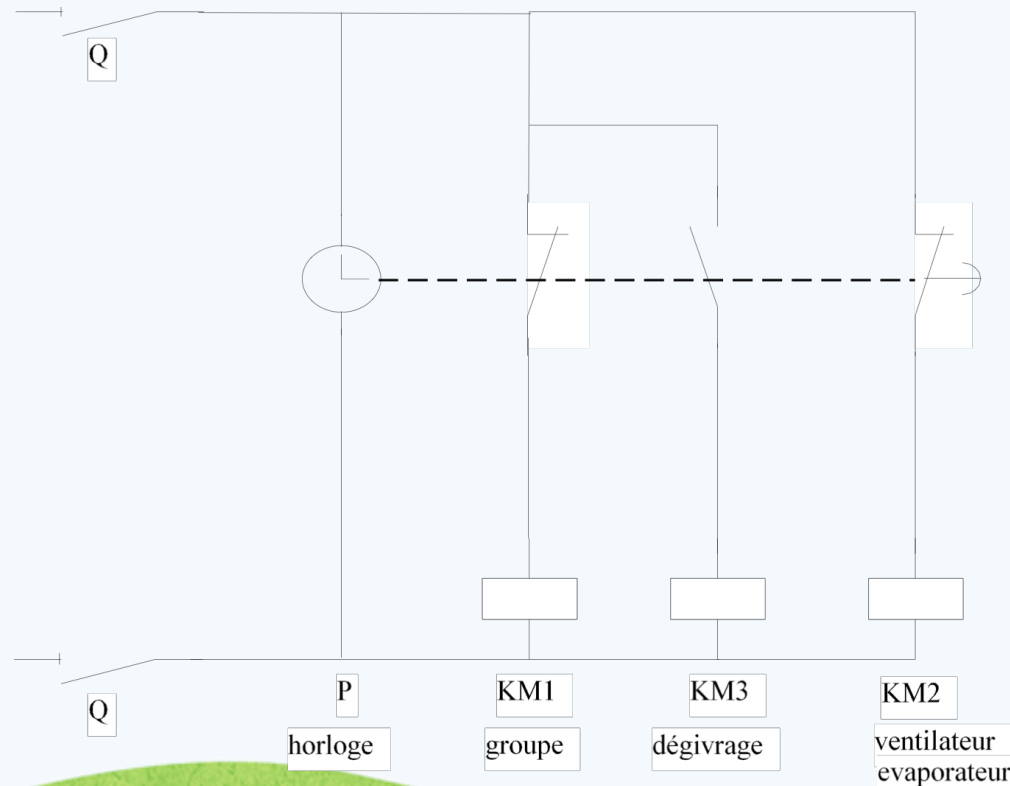 Q
Q
P
KM1
KM3
KM2
horloge
groupe
dégivrage
ventilateur
evaporateur